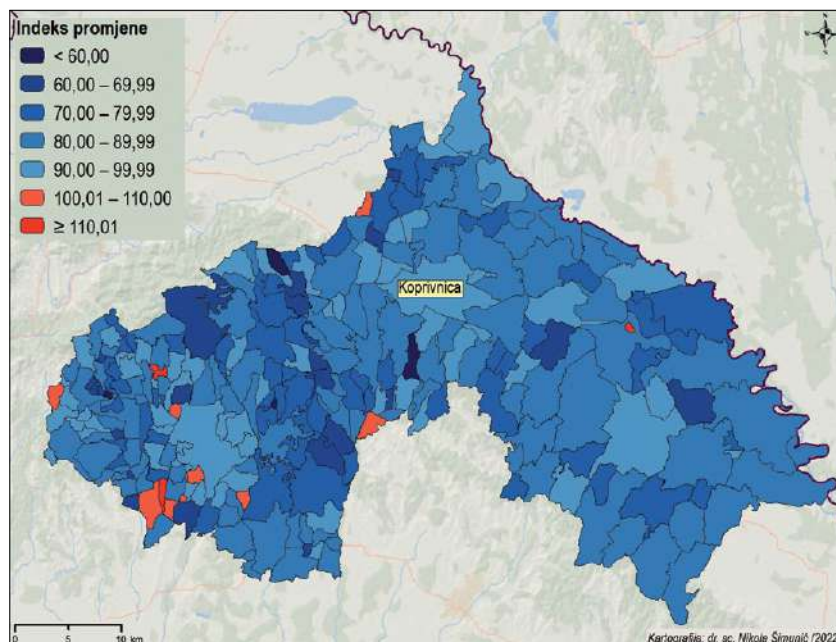 Indeks promjene
< 60,00
60,00 – 69,99
70,00 – 79,99
80,00 – 89,99
90,00 – 99,99
100,01 – 110,00
≥ 110,01
Koprivnica
0 5 10 km
Kartografija: dr. sc. Nikola Šimunić (2022